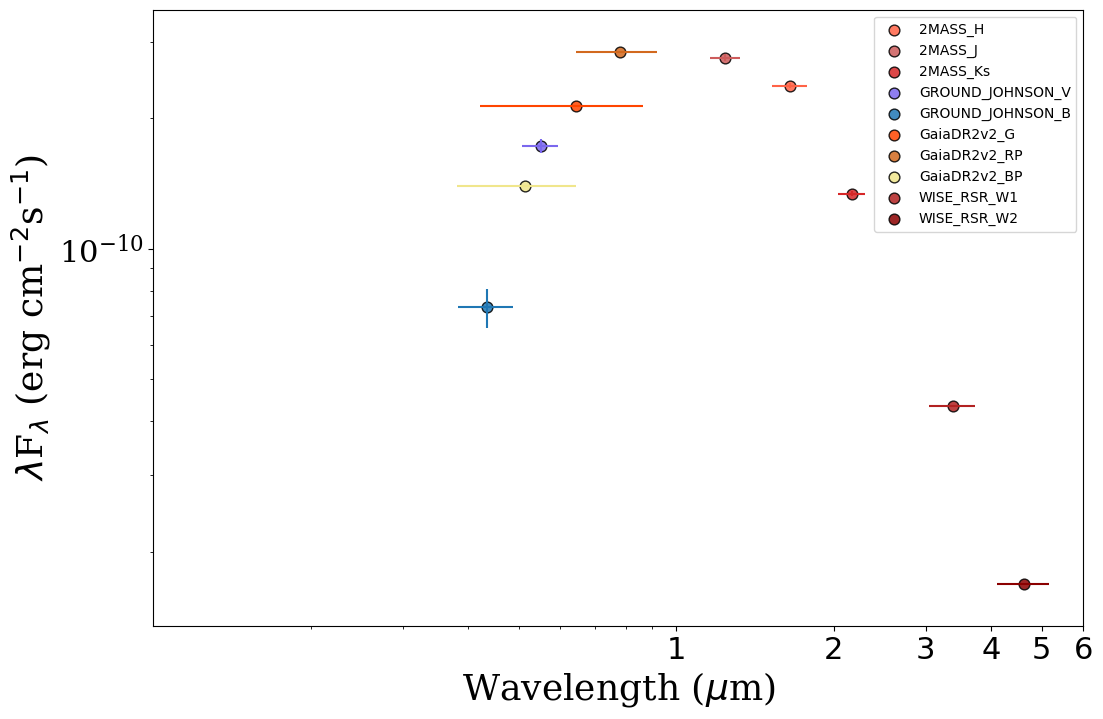 2MASS_H
2MASS_J
2MASS_Ks
GROUND_JOHNSON_V
GROUND_JOHNSON_B
GaiaDR2v2_G
GaiaDR2v2_RP
GaiaDR2v2_BP
WISE_RSR_W1
WISE_RSR_W2
λF_λ (erg cm⁻²s⁻¹)
10⁻¹⁰
1 2 3 4 5 6
Wavelength (μm)